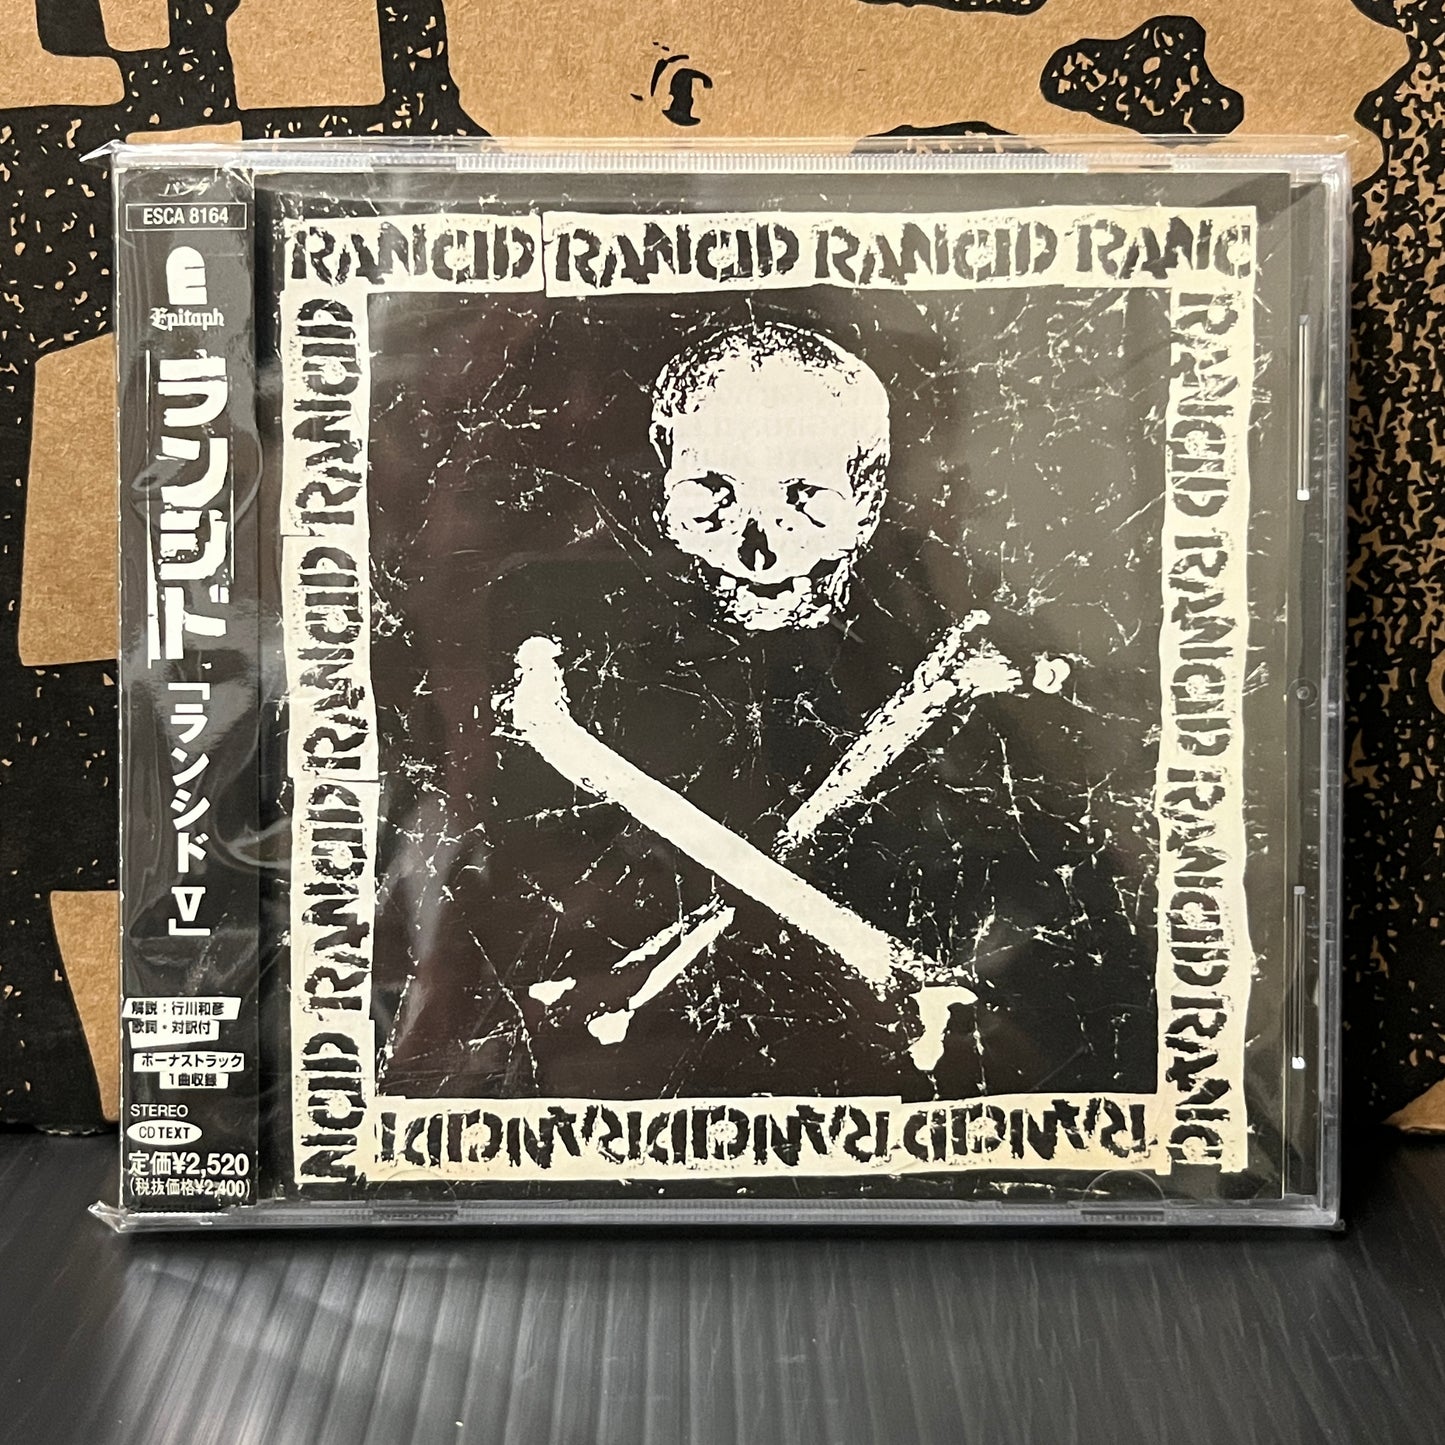 パンク
ESCA 8164
e
Epitaph
ランシド
「ランシド V」
解説：行川和彦
歌詞・対訳付
ボーナストラック
1曲収録
STEREO
CD TEXT
定価¥2,520
(税抜価格¥2,400)
RANCID RANCID RANCID RANC
RANCID RANCID RANCID RANCID RANC
RANCID RANCID RANCID
NCID RANCID RANCID RANCID RANCID